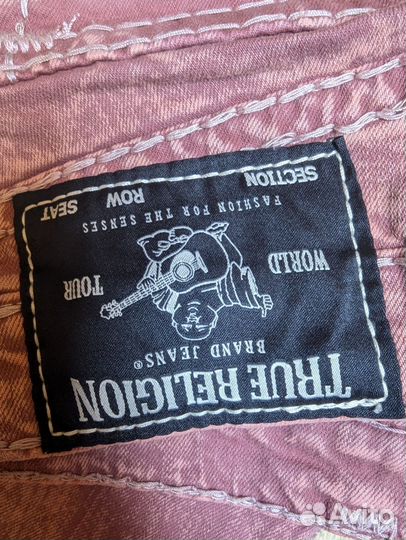 TRUE RELIGION
BRAND JEANS®
WORLD TOUR
FASHION FOR THE SENSES
SECTION ROW SEAT
Avito